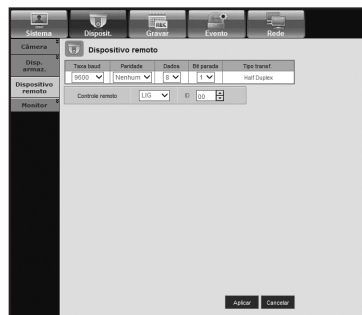 Sistema Disposit. Gravar Evento Rede
REC
Câmera
Disp. armaz.
Dispositivo remoto
Monitor
Dispositivo remoto
Taxa baud Paridade Dados Bit parada Tipo transf.
9600 Nenhum 8 1 Half Duplex
Controle remoto LIG ID 00
Aplicar Cancelar